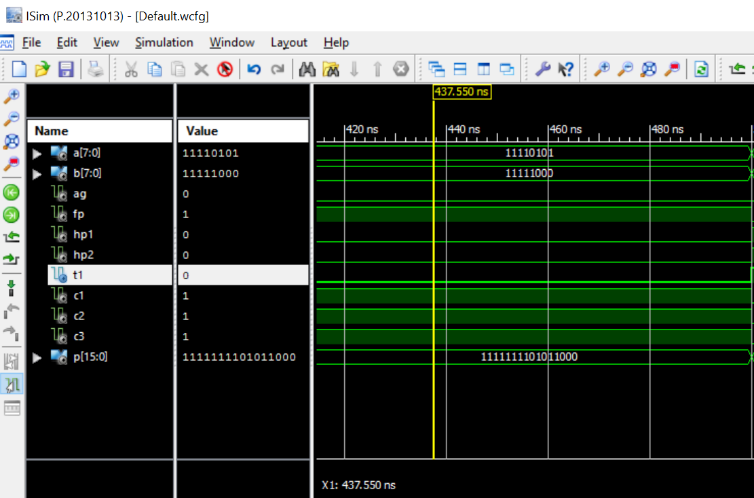 ISim (P.20131013) - [Default.wcfg]
File Edit View Simulation Window Layout Help
437.550 ns
Name Value
420 ns 440 ns 460 ns 480 ns
a[7:0] 11110101 11110101
b[7:0] 11111000 11111000
ag 0
fp 1
hp1 0
hp2 0
t1 0
c1 1
c2 1
c3 1
p[15:0] 1111111101011000 1111111101011000
X1: 437.550 ns